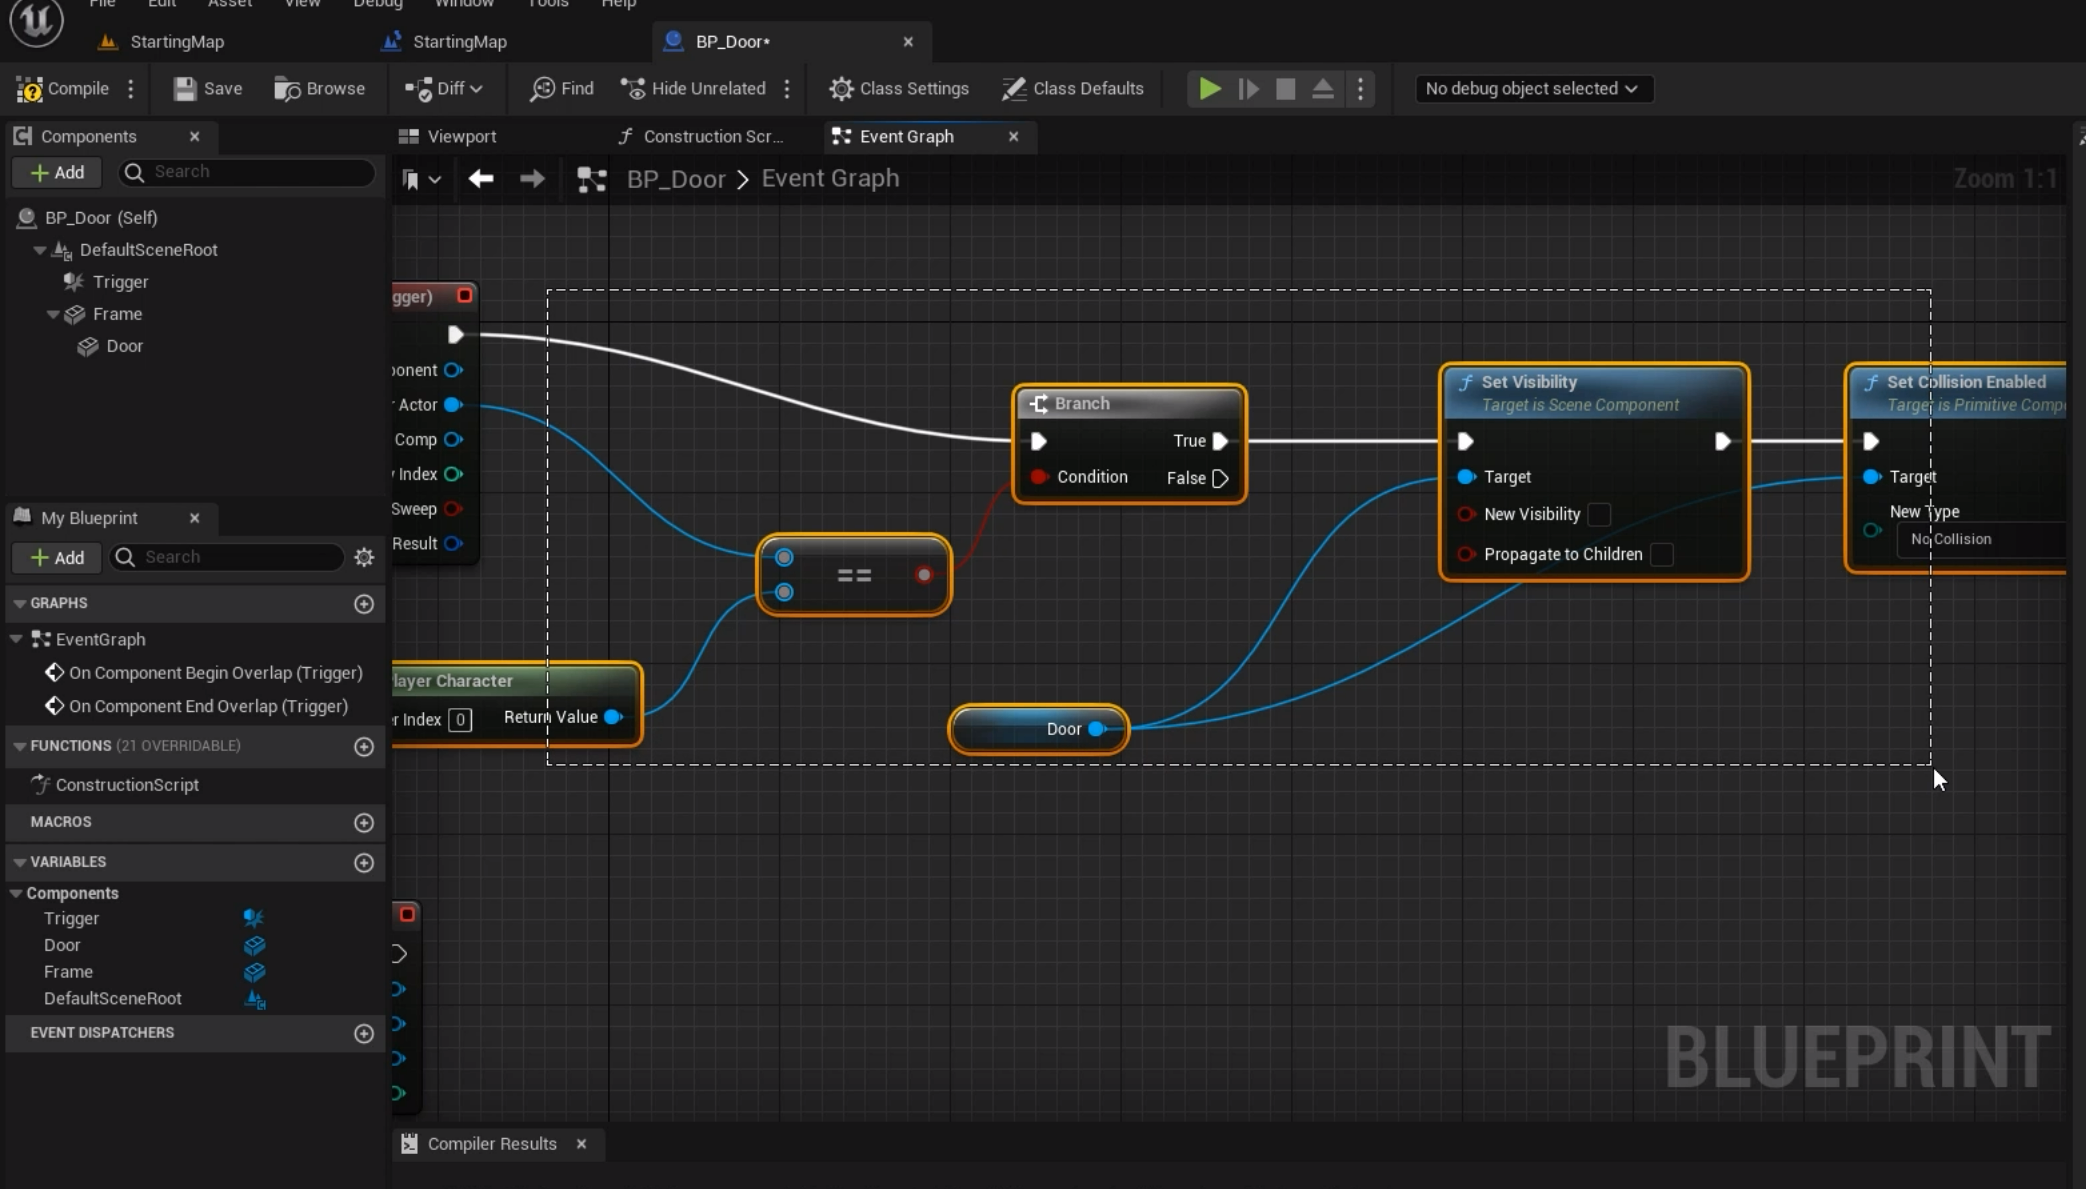 File Edit Asset View Debug Window Tools Help
StartingMap StartingMap BP_Door*
Compile Save Browse Diff Find Hide Unrelated Class Settings Class Defaults No debug object selected
Components Viewport Construction Scr... Event Graph
Add Search
BP_Door > Event Graph Zoom 1:1
BP_Door (Self)
DefaultSceneRoot
Trigger
Frame
Door
gger)
ponent
r Actor
Comp
y Index
Sweep
Result
Branch
True
Condition False
Set Visibility
Target is Scene Component
Target
New Visibility
Propagate to Children
Set Collision Enabled
Target is Primitive Compo
Target
New Type
No Collision
==
layer Character
er Index 0 Return Value
Door
My Blueprint
Add Search
GRAPHS
EventGraph
On Component Begin Overlap (Trigger)
On Component End Overlap (Trigger)
FUNCTIONS (21 OVERRIDABLE)
ConstructionScript
MACROS
VARIABLES
Components
Trigger
Door
Frame
DefaultSceneRoot
EVENT DISPATCHERS
BLUEPRINT
Compiler Results